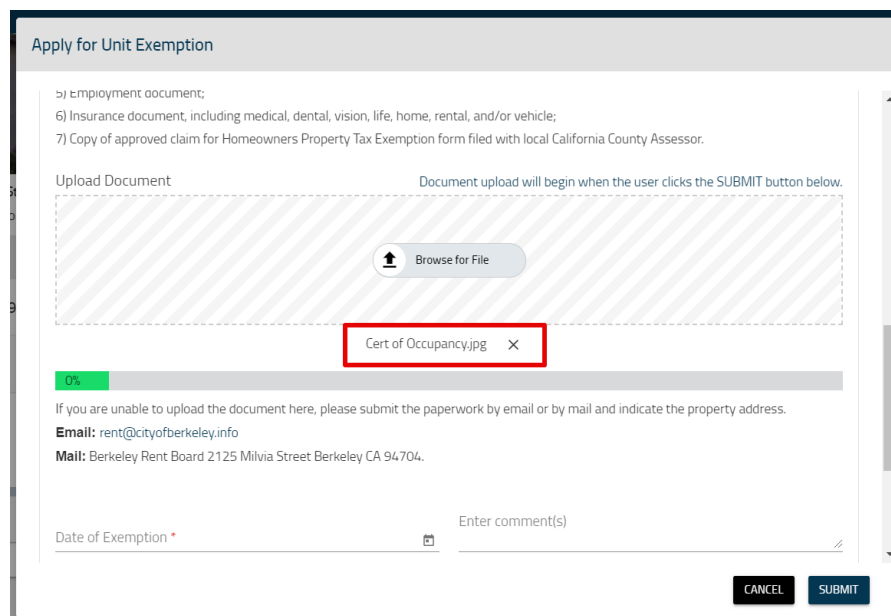 Apply for Unit Exemption
5) Employment document;
6) Insurance document, including medical, dental, vision, life, home, rental, and/or vehicle;
7) Copy of approved claim for Homeowners Property Tax Exemption form filed with local California County Assessor.
Upload Document
Document upload will begin when the user clicks the SUBMIT button below.
Browse for File
Cert of Occupancy.jpg
0%
If you are unable to upload the document here, please submit the paperwork by email or by mail and indicate the property address.
Email: rent@cityofberkeley.info
Mail: Berkeley Rent Board 2125 Milvia Street Berkeley CA 94704.
Date of Exemption *
Enter comment(s)
CANCEL
SUBMIT